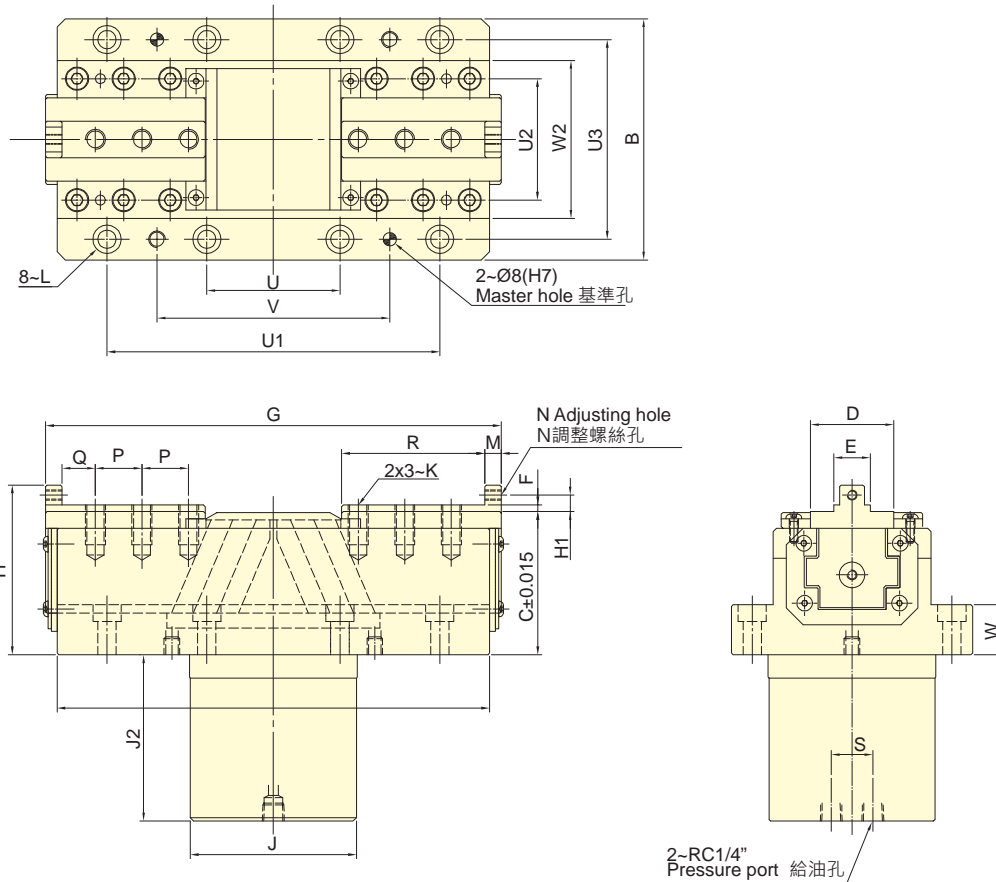 U2
W2
U3
B
8~L
2~Ø8(H7)
Master hole 基準孔
U
V
U1
G
N Adjusting hole
N調整螺絲孔
Q
P
P
R
M
F
2x3~K
H1
C±0.015
J2
J
D
E
W
S
2~RC1/4”
Pressure port 給油孔